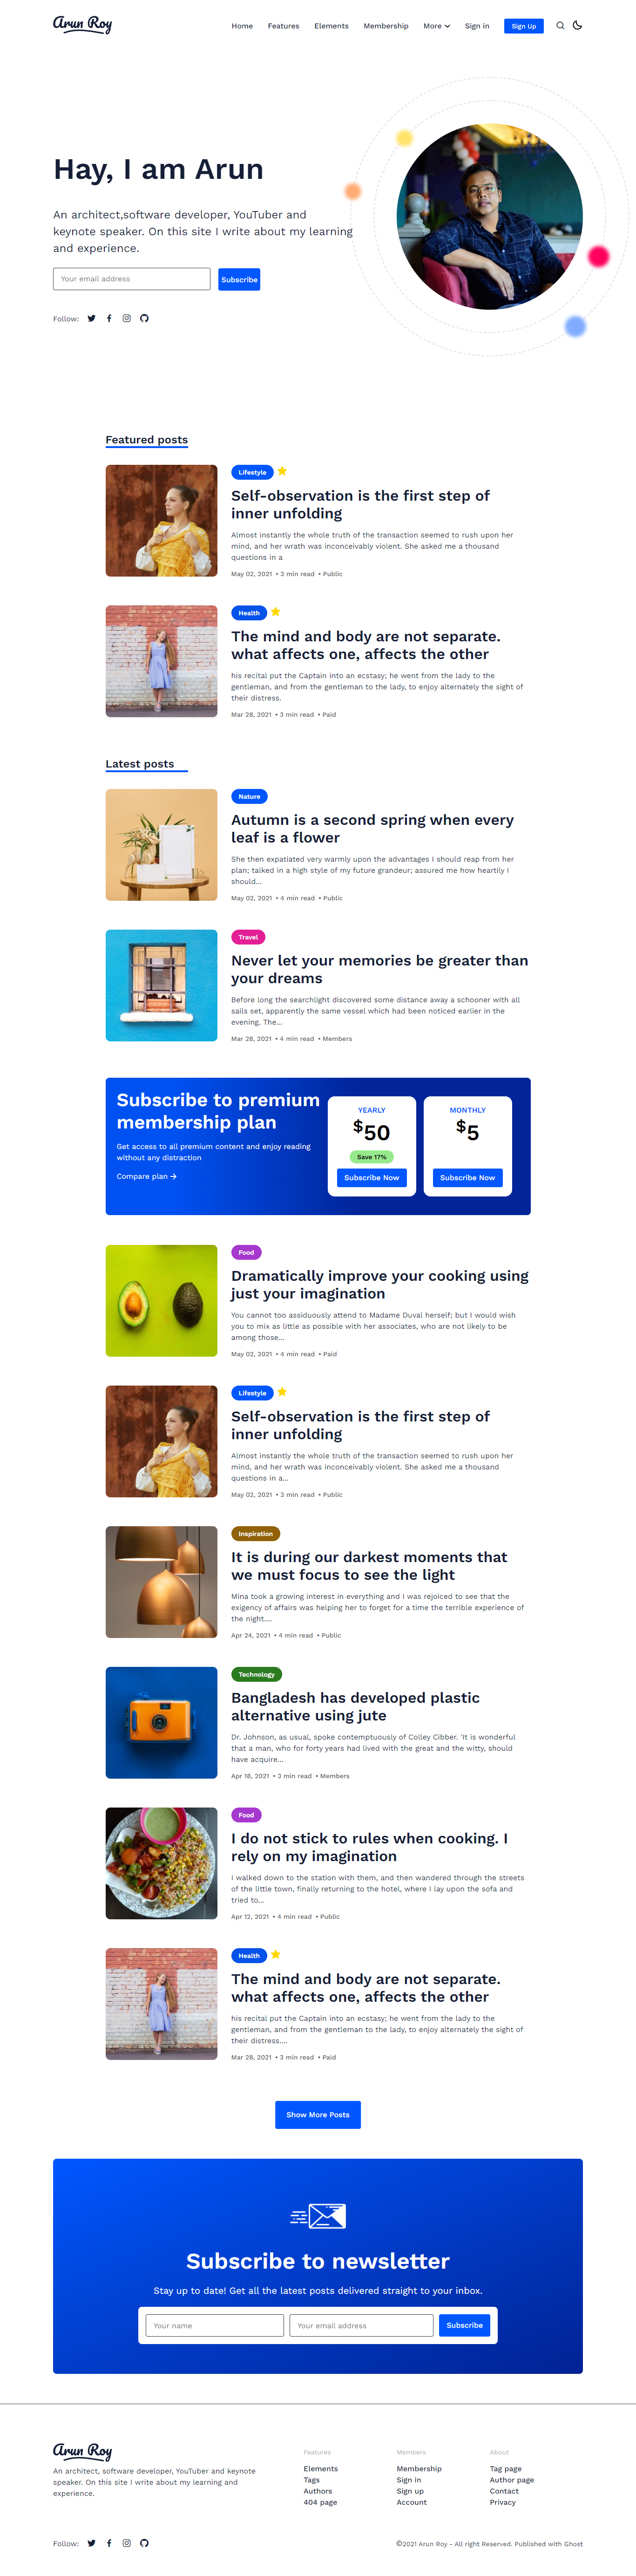 Arun Roy
Home Features Elements Membership More Sign in Sign Up
Hay, I am Arun
An architect,software developer, YouTuber and
keynote speaker. On this site I write about my learning
and experience.
Your email address Subscribe
Follow:
Featured posts
Lifestyle
Self-observation is the first step of
inner unfolding
Almost instantly the whole truth of the transaction seemed to rush upon her
mind, and her wrath was inconceivably violent. She asked me a thousand
questions in a
May 02, 2021 • 3 min read • Public
Health
The mind and body are not separate.
what affects one, affects the other
his recital put the Captain into an ecstasy; he went from the lady to the
gentleman, and from the gentleman to the lady, to enjoy alternately the sight of
their distress.
Mar 28, 2021 • 3 min read • Paid
Latest posts
Nature
Autumn is a second spring when every
leaf is a flower
She then expatiated very warmly upon the advantages I should reap from her
plan; talked in a high style of my future grandeur; assured me how heartily I
should...
May 02, 2021 • 4 min read • Public
Travel
Never let your memories be greater than
your dreams
Before long the searchlight discovered some distance away a schooner with all
sails set, apparently the same vessel which had been noticed earlier in the
evening. The...
Mar 28, 2021 • 4 min read • Members
Subscribe to premium
membership plan
Get access to all premium content and enjoy reading
without any distraction
Compare plan →
YEARLY
$50
Save 17%
Subscribe Now
MONTHLY
$5
Subscribe Now
Food
Dramatically improve your cooking using
just your imagination
You cannot too assiduously attend to Madame Duval herself; but I would wish
you to mix as little as possible with her associates, who are not likely to be
among those...
May 02, 2021 • 4 min read • Paid
Lifestyle
Self-observation is the first step of
inner unfolding
Almost instantly the whole truth of the transaction seemed to rush upon her
mind, and her wrath was inconceivably violent. She asked me a thousand
questions in a...
May 02, 2021 • 3 min read • Public
Inspiration
It is during our darkest moments that
we must focus to see the light
Mina took a growing interest in everything and I was rejoiced to see that the
exigency of affairs was helping her to forget for a time the terrible experience of
the night....
Apr 24, 2021 • 4 min read • Public
Technology
Bangladesh has developed plastic
alternative using jute
Dr. Johnson, as usual, spoke contemptuously of Colley Cibber. 'It is wonderful
that a man, who for forty years had lived with the great and the witty, should
have acquire...
Apr 18, 2021 • 3 min read • Members
Food
I do not stick to rules when cooking. I
rely on my imagination
I walked down to the station with them, and then wandered through the streets
of the little town, finally returning to the hotel, where I lay upon the sofa and
tried to...
Apr 12, 2021 • 4 min read • Public
Health
The mind and body are not separate.
what affects one, affects the other
his recital put the Captain into an ecstasy; he went from the lady to the
gentleman, and from the gentleman to the lady, to enjoy alternately the sight of
their distress....
Mar 28, 2021 • 3 min read • Paid
Show More Posts
Subscribe to newsletter
Stay up to date! Get all the latest posts delivered straight to your inbox.
Your name Your email address Subscribe
Arun Roy
An architect, software developer, YouTuber and keynote
speaker. On this site I write about my learning and
experience.
Features
Elements
Tags
Authors
404 page
Members
Membership
Sign in
Sign up
Account
About
Tag page
Author page
Contact
Privacy
Follow:
©2021 Arun Roy - All right Reserved. Published with Ghost